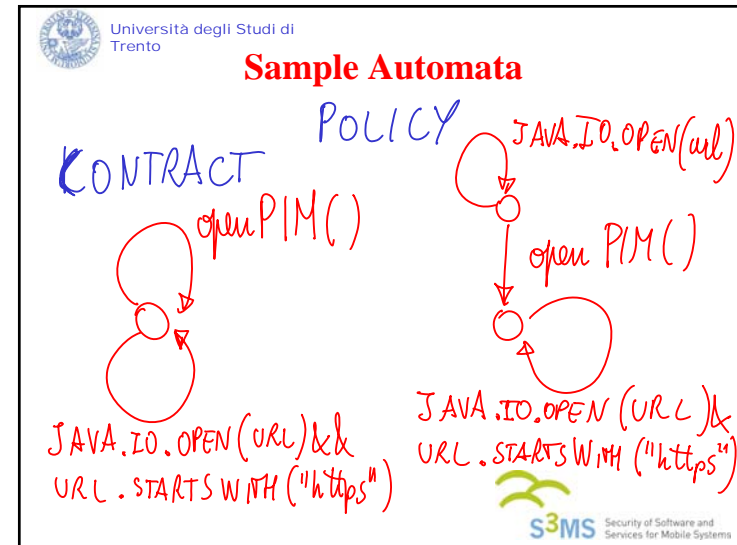 Università degli Studi di
Trento
Sample Automata
POLICY
CONTRACT
openPIM()
JAVA.IO.OPEN(URL)&&
URL.STARTSWITH("https")
JAVA.IO.OPEN(url)
open PIM()
JAVA.IO.OPEN(URL)&
URL.STARTSWITH("https")
S3MS Security of Software and
Services for Mobile Systems